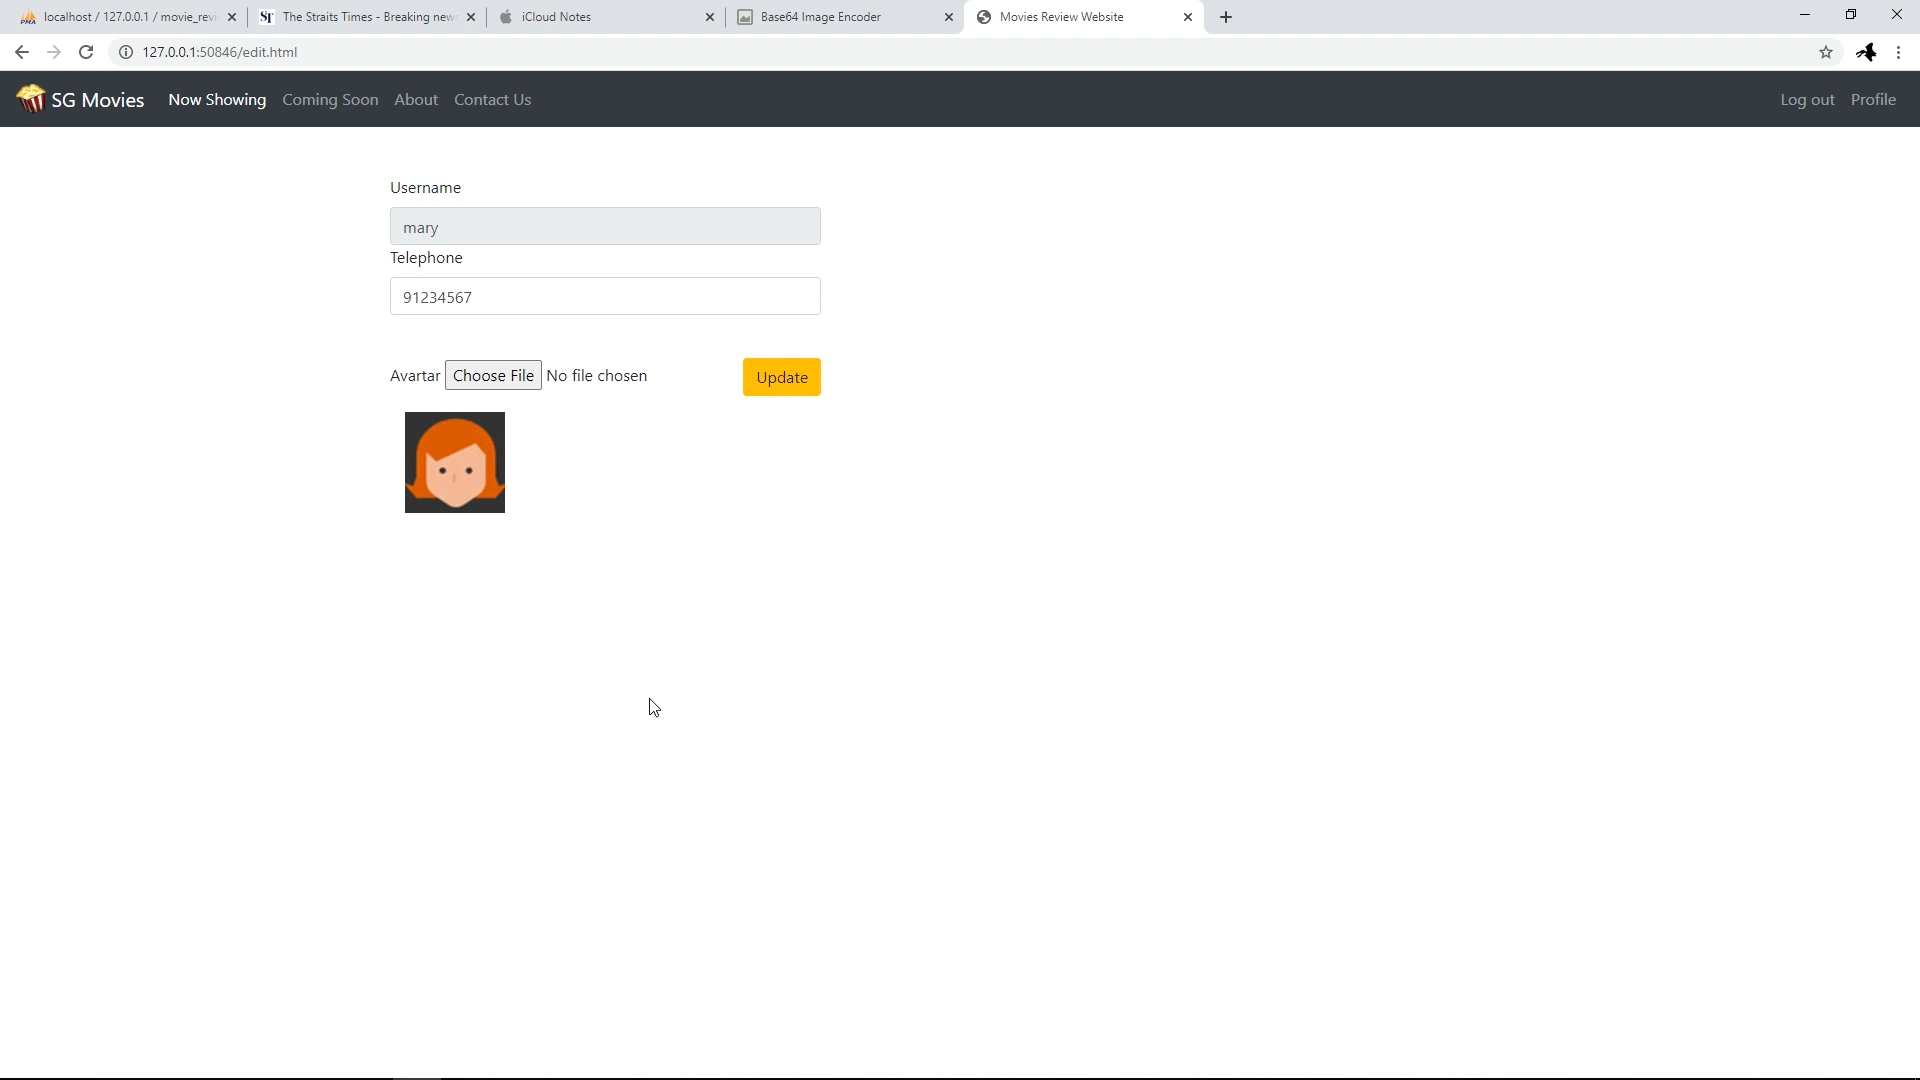 localhost / 127.0.0.1 / movie_revi
The Straits Times - Breaking news
iCloud Notes
Base64 Image Encoder
Movies Review Website
127.0.0.1:50846/edit.html
SG Movies
Now Showing
Coming Soon
About
Contact Us
Log out
Profile
Username
mary
Telephone
91234567
Avartar Choose File No file chosen
Update